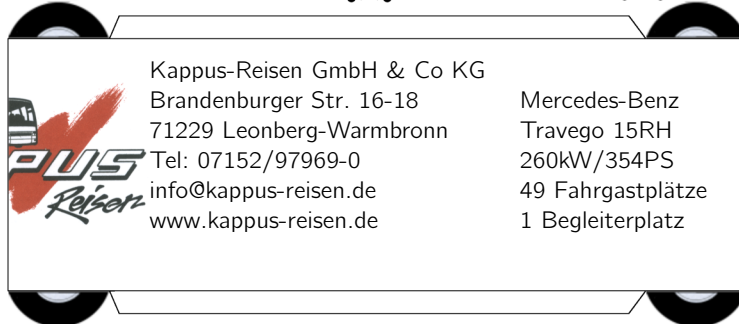 Kappus-Reisen GmbH & Co KG
Brandenburger Str. 16-18
71229 Leonberg-Warmbronn
Tel: 07152/97969-0
info@kappus-reisen.de
www.kappus-reisen.de
Mercedes-Benz
Travego 15RH
260kW/354PS
49 Fahrgastplätze
1 Begleiterplatz
PUS
Reisen